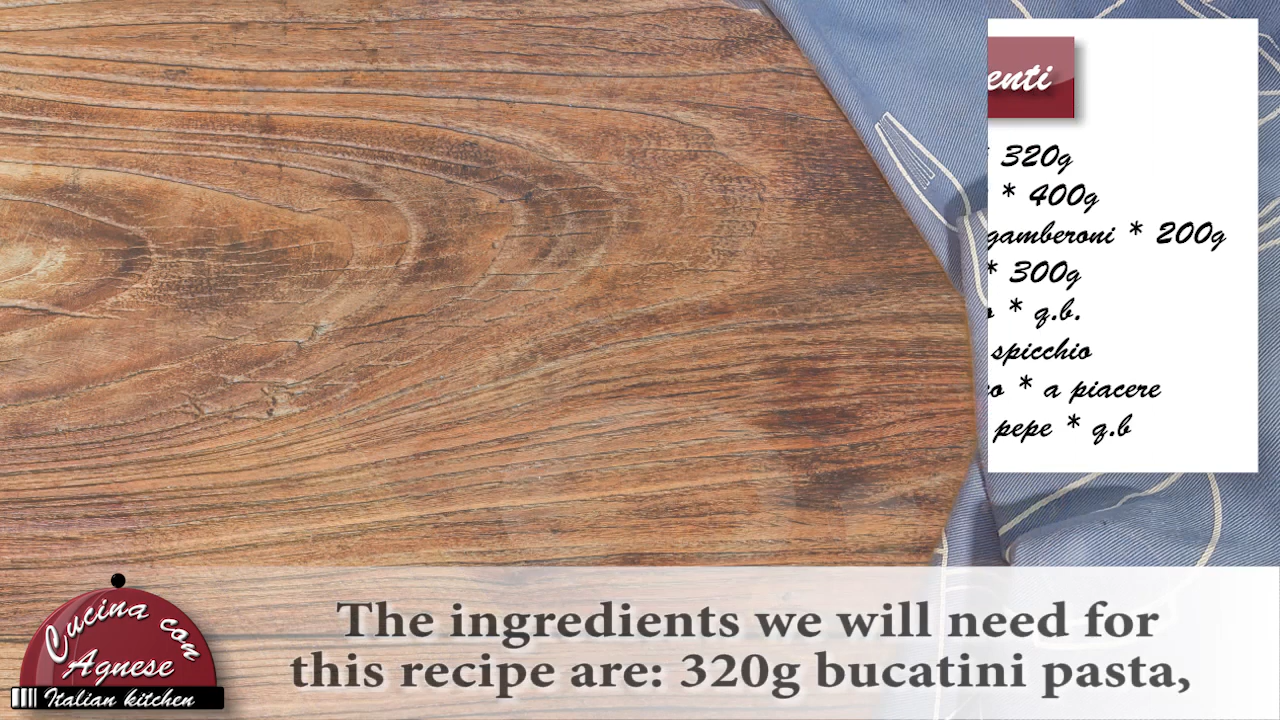 enti
* 320g
* 400g
gamberoni * 200g
* 300g
o * q.b.
spicchio
co * a piacere
pepe * q.b
The ingredients we will need for
this recipe are: 320g bucatini pasta,
Cucina con
Agnese
Italian kitchen